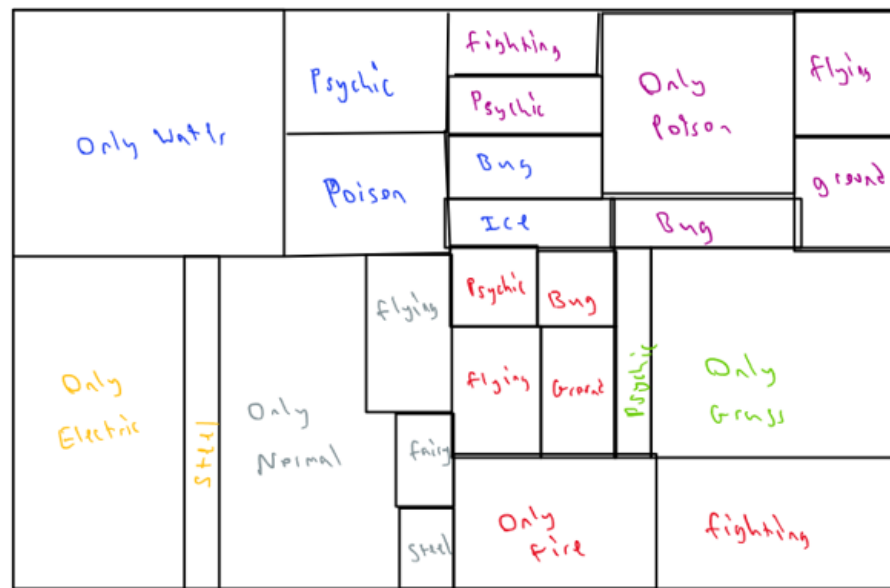 Only Water
Psychic
Poison
fighting
Psychic
Bug
Ice
Only
Poison
Bug
flying
ground
Only
Electric
Steel
Only
Normal
flying
fairy
Steel
Psychic
Bug
flying
Ground
Psychic
Only
Grass
Only
fire
fighting